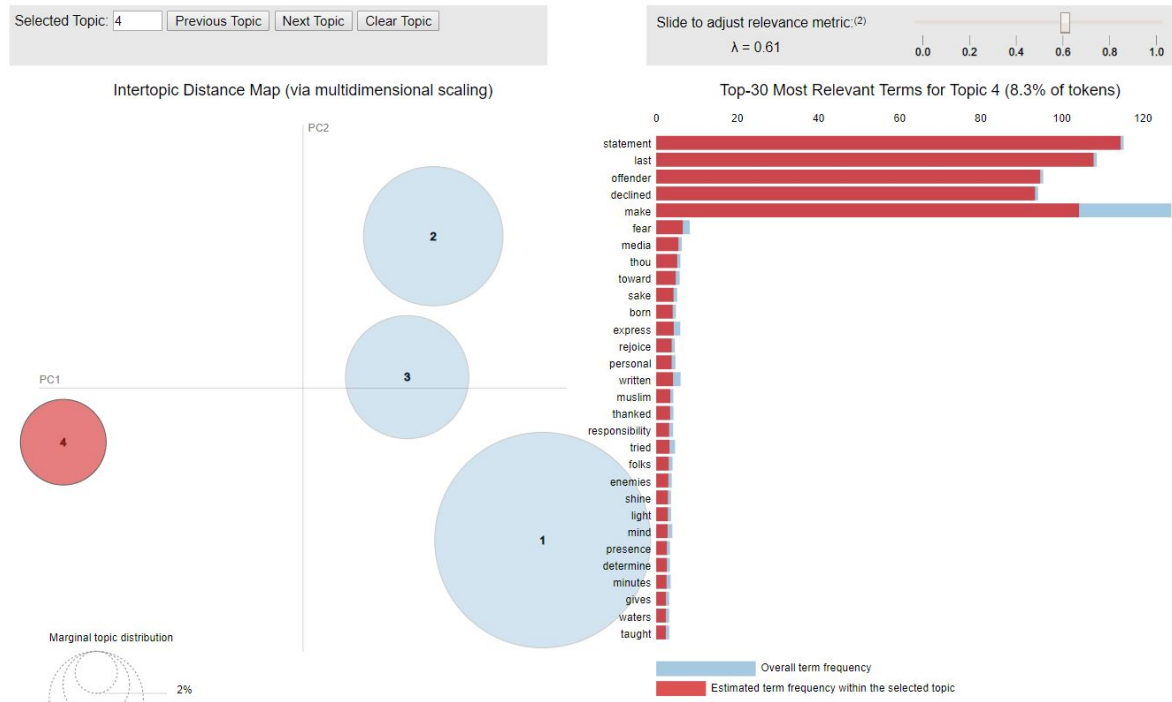 Selected Topic: 4 Previous Topic Next Topic Clear Topic
Slide to adjust relevance metric:(2)
λ = 0.61
0.0 0.2 0.4 0.6 0.8 1.0
Intertopic Distance Map (via multidimensional scaling)
PC2
PC1
2
3
4
1
Marginal topic distribution
2%
Top-30 Most Relevant Terms for Topic 4 (8.3% of tokens)
0 20 40 60 80 100 120
statement
last
offender
declined
make
fear
media
thou
toward
sake
born
express
rejoice
personal
written
muslim
thanked
responsibility
tried
folks
enemies
shine
light
mind
presence
determine
minutes
gives
waters
taught
Overall term frequency
Estimated term frequency within the selected topic